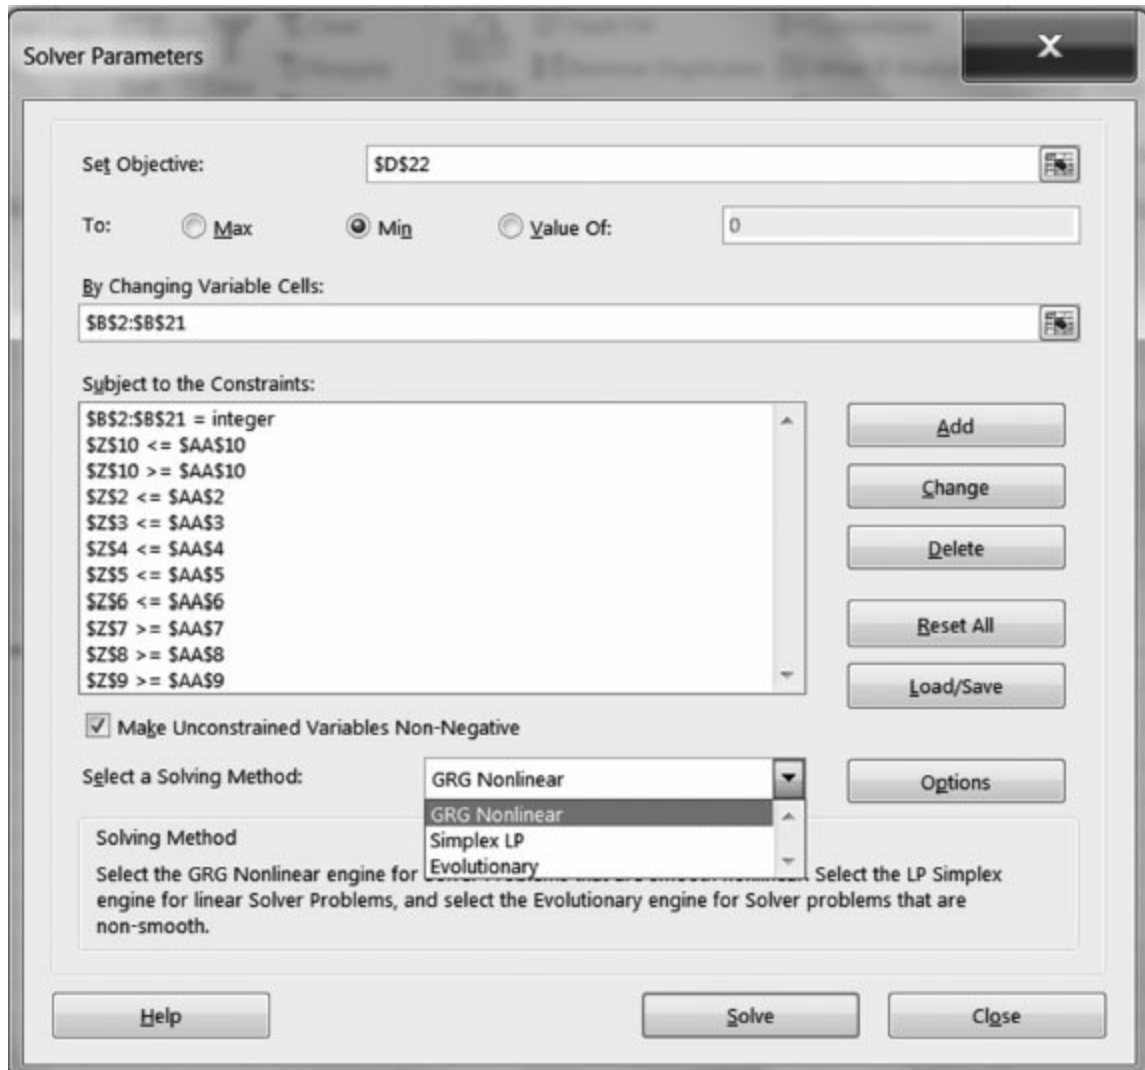 Solver Parameters
X
Set Objective:
$D$22
To:
Max
Min
Value Of:
0
By Changing Variable Cells:
$B$2:$B$21
Subject to the Constraints:
$B$2:$B$21 = integer
$Z$10 <= $AA$10
$Z$10 >= $AA$10
$Z$2 <= $AA$2
$Z$3 <= $AA$3
$Z$4 <= $AA$4
$Z$5 <= $AA$5
$Z$6 <= $AA$6
$Z$7 >= $AA$7
$Z$8 >= $AA$8
$Z$9 >= $AA$9
Add
Change
Delete
Reset All
Load/Save
Make Unconstrained Variables Non-Negative
Select a Solving Method:
GRG Nonlinear
Options
GRG Nonlinear
Simplex LP
Evolutionary
Solving Method
Select the GRG Nonlinear engine for Select the LP Simplex
engine for linear Solver Problems, and select the Evolutionary engine for Solver problems that are
non-smooth.
Help
Solve
Close